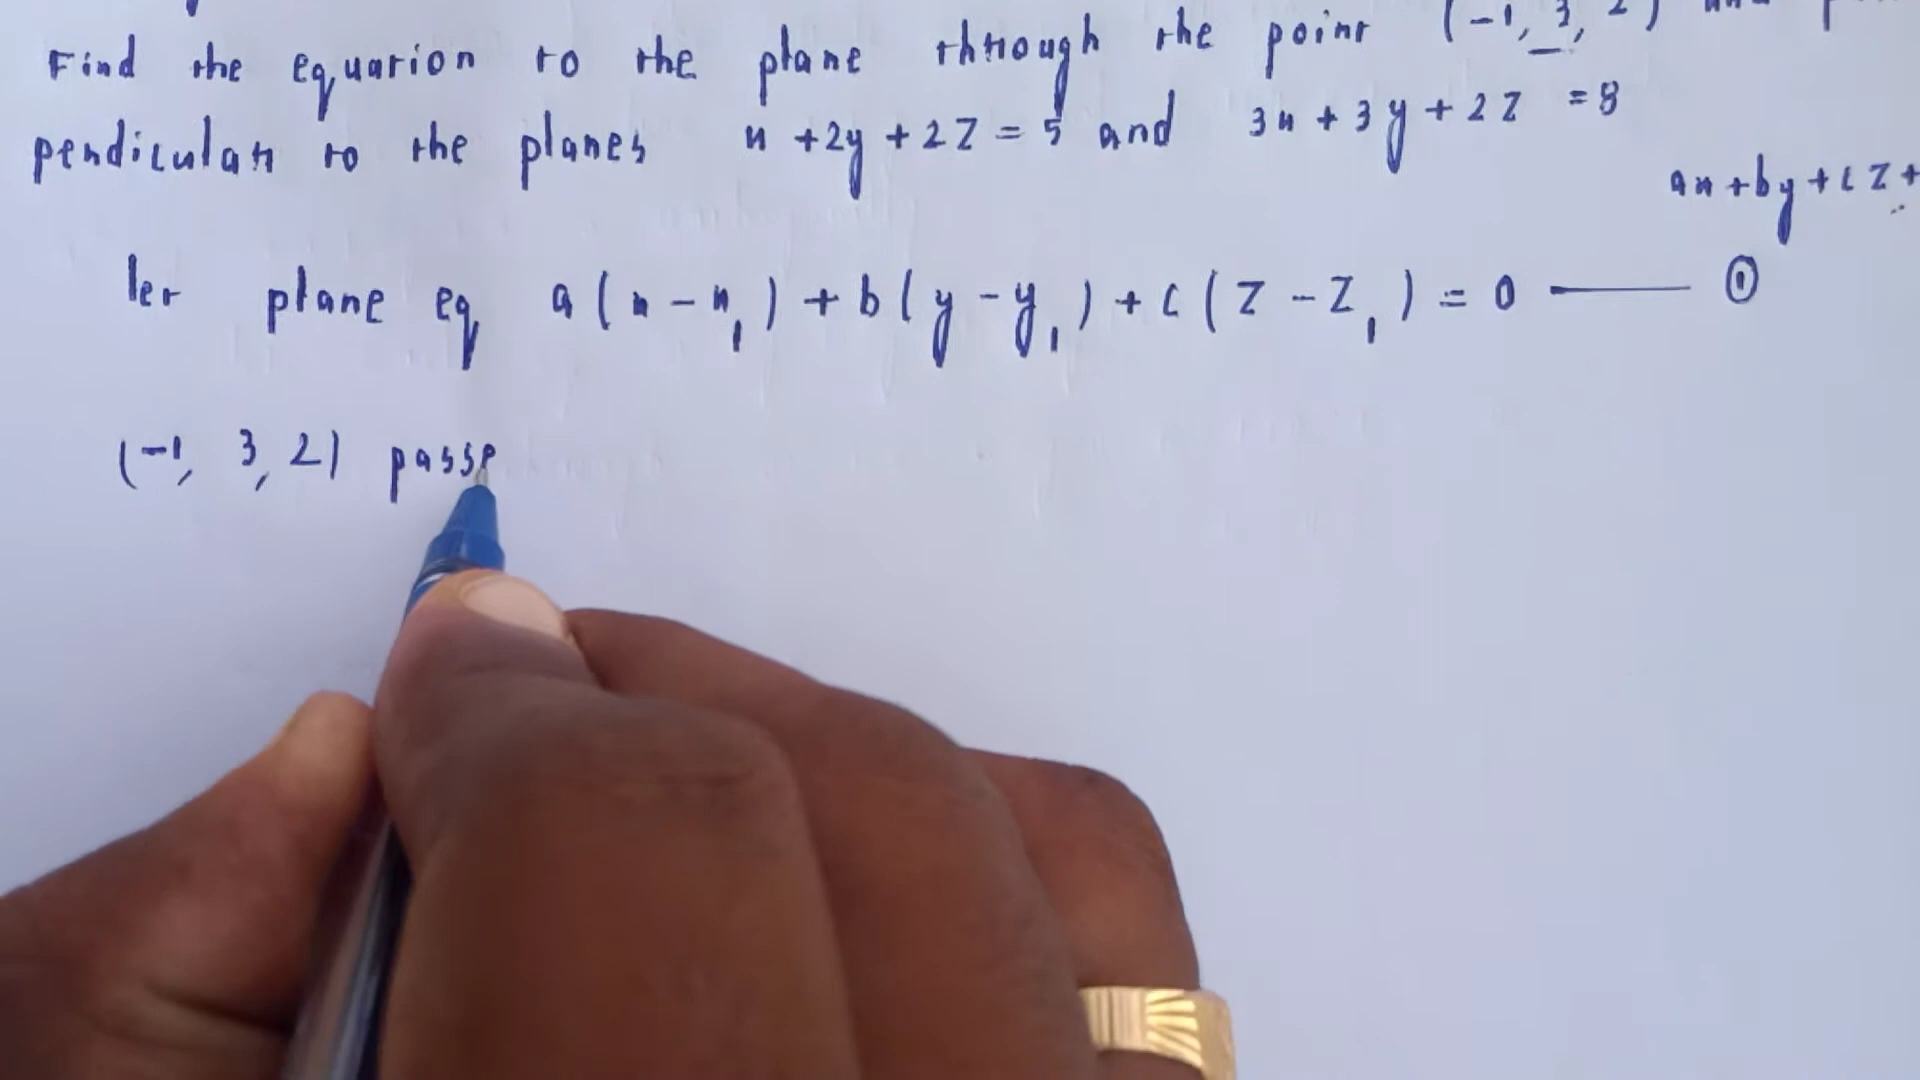 Find the equation to the plane through the point (-1, 3, 2)
pendicular to the planes x + 2y + 2z = 5 and 3x + 3y + 2z = 8
ax + by + cz +
let plane eq a(x - x₁) + b(y - y₁) + c(z - z₁) = 0 —— ①
(-1, 3, 2) passe